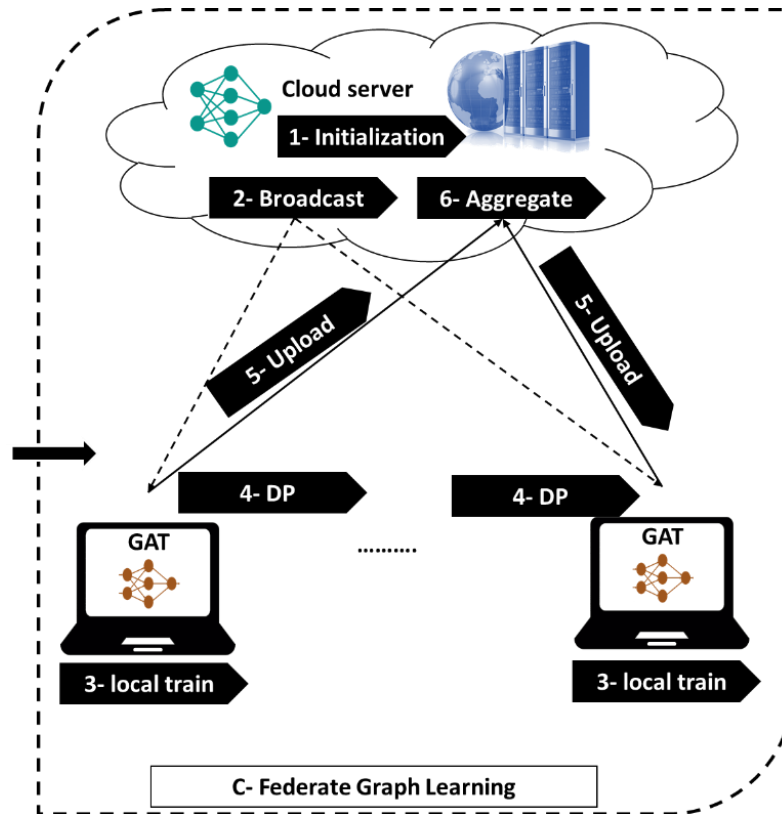 Cloud server
1- Initialization
2- Broadcast
6- Aggregate
5- Upload
5- Upload
4- DP
4- DP
GAT
..........
GAT
3- local train
3- local train
C- Federate Graph Learning